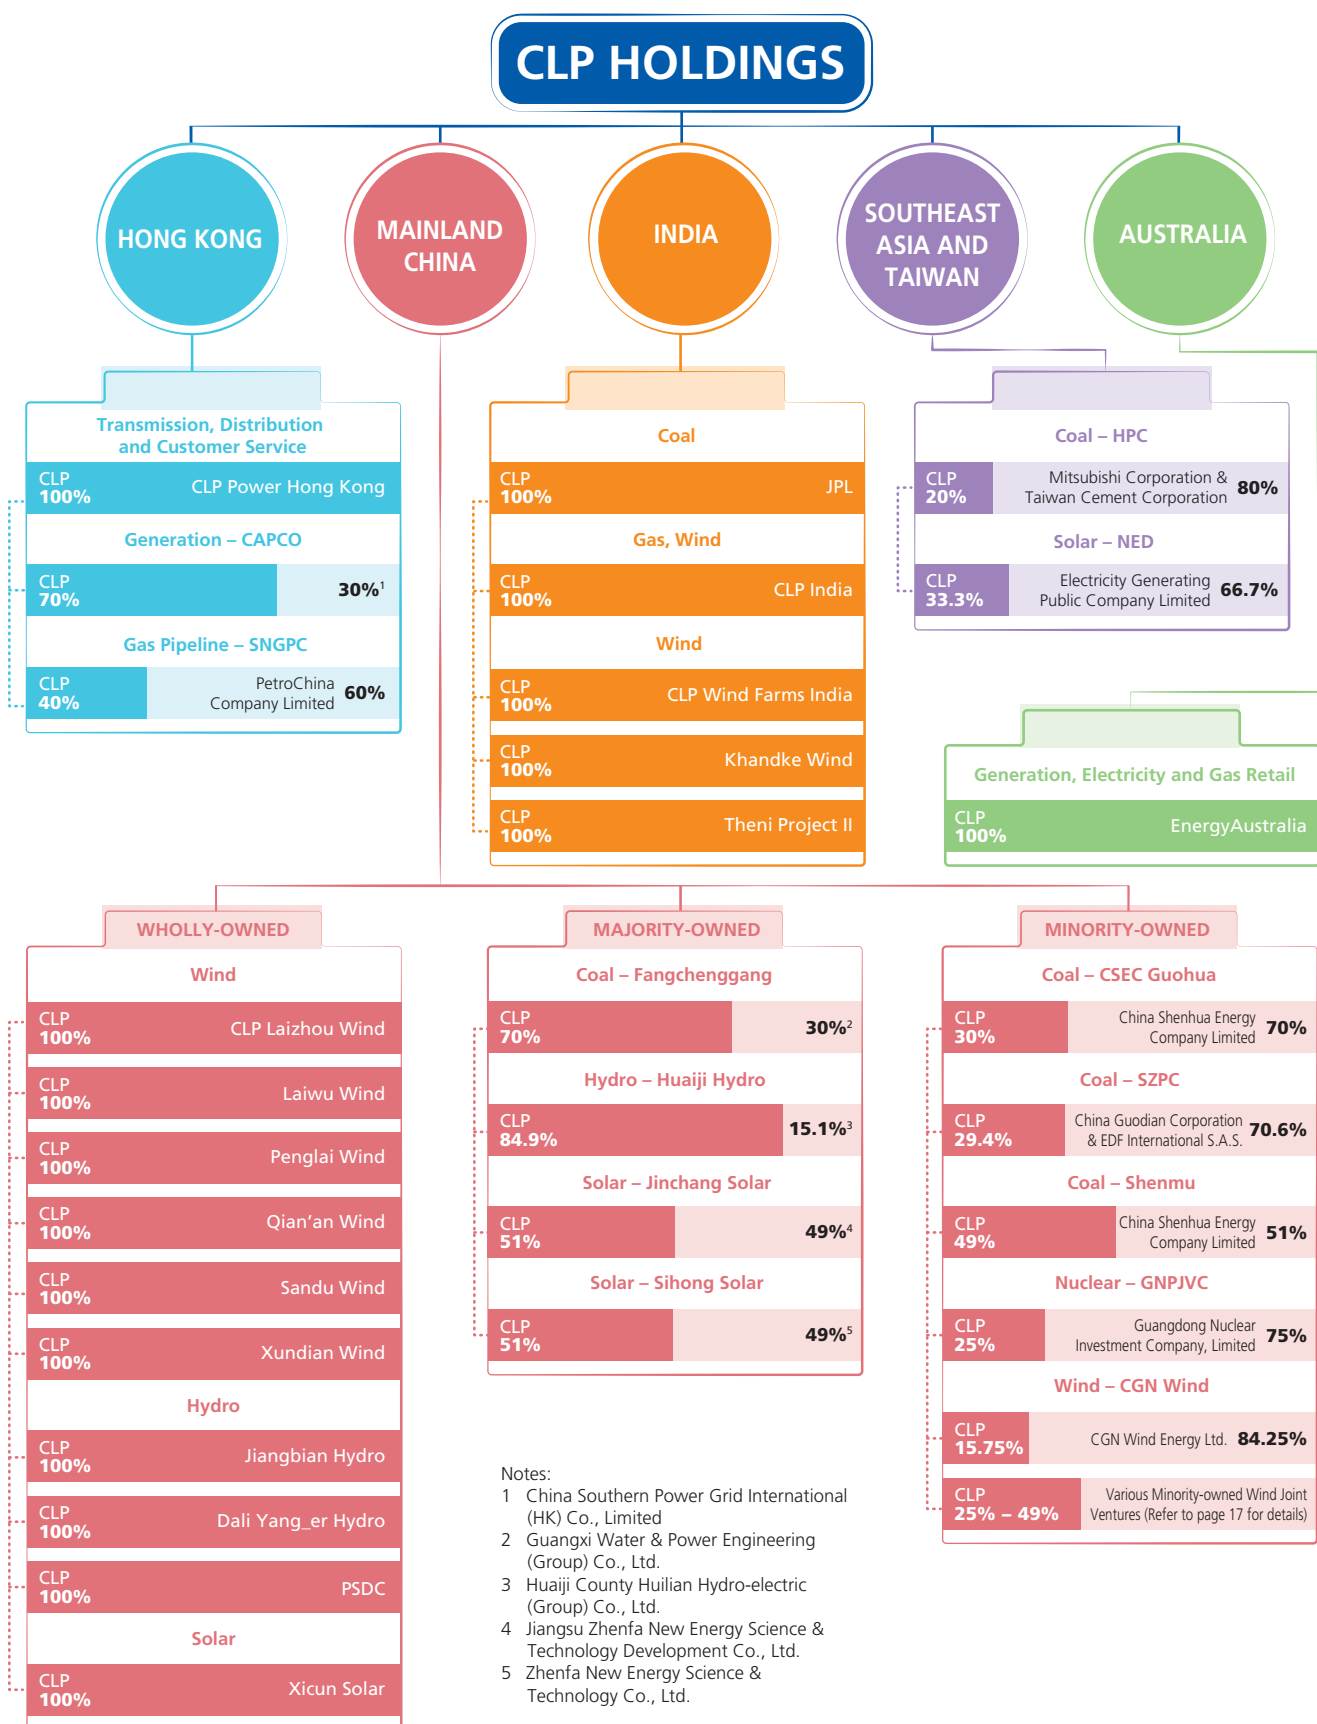 CLP HOLDINGS
HONG KONG
MAINLAND
CHINA
INDIA
SOUTHEAST
ASIA AND
TAIWAN
AUSTRALIA
Transmission, Distribution
and Customer Service
CLP
100%
CLP Power Hong Kong
Generation – CAPCO
CLP
70%
30%1
Gas Pipeline – SNGPC
CLP
40%
PetroChina
Company Limited
60%
Coal
CLP
100%
JPL
Gas, Wind
CLP
100%
CLP India
Wind
CLP
100%
CLP Wind Farms India
CLP
100%
Khandke Wind
CLP
100%
Theni Project II
Coal – HPC
CLP
20%
Mitsubishi Corporation &
Taiwan Cement Corporation
80%
Solar – NED
CLP
33.3%
Electricity Generating
Public Company Limited
66.7%
Generation, Electricity and Gas Retail
CLP
100%
EnergyAustralia
WHOLLY-OWNED
Wind
CLP
100%
CLP Laizhou Wind
CLP
100%
Laiwu Wind
CLP
100%
Penglai Wind
CLP
100%
Qian’an Wind
CLP
100%
Sandu Wind
CLP
100%
Xundian Wind
Hydro
CLP
100%
Jiangbian Hydro
CLP
100%
Dali Yang_er Hydro
CLP
100%
PSDC
Solar
CLP
100%
Xicun Solar
MAJORITY-OWNED
Coal – Fangchenggang
CLP
70%
30%2
Hydro – Huaiji Hydro
CLP
84.9%
15.1%3
Solar – Jinchang Solar
CLP
51%
49%4
Solar – Sihong Solar
CLP
51%
49%5
MINORITY-OWNED
Coal – CSEC Guohua
CLP
30%
China Shenhua Energy
Company Limited
70%
Coal – SZPC
CLP
29.4%
China Guodian Corporation
& EDF International S.A.S.
70.6%
Coal – Shenmu
CLP
49%
China Shenhua Energy
Company Limited
51%
Nuclear – GNPJVC
CLP
25%
Guangdong Nuclear
Investment Company, Limited
75%
Wind – CGN Wind
CLP
15.75%
CGN Wind Energy Ltd.
84.25%
CLP
25% – 49%
Various Minority-owned Wind Joint
Ventures (Refer to page 17 for details)
Notes:
1 China Southern Power Grid International
(HK) Co., Limited
2 Guangxi Water & Power Engineering
(Group) Co., Ltd.
3 Huaiji County Huilian Hydro-electric
(Group) Co., Ltd.
4 Jiangsu Zhenfa New Energy Science &
Technology Development Co., Ltd.
5 Zhenfa New Energy Science &
Technology Co., Ltd.